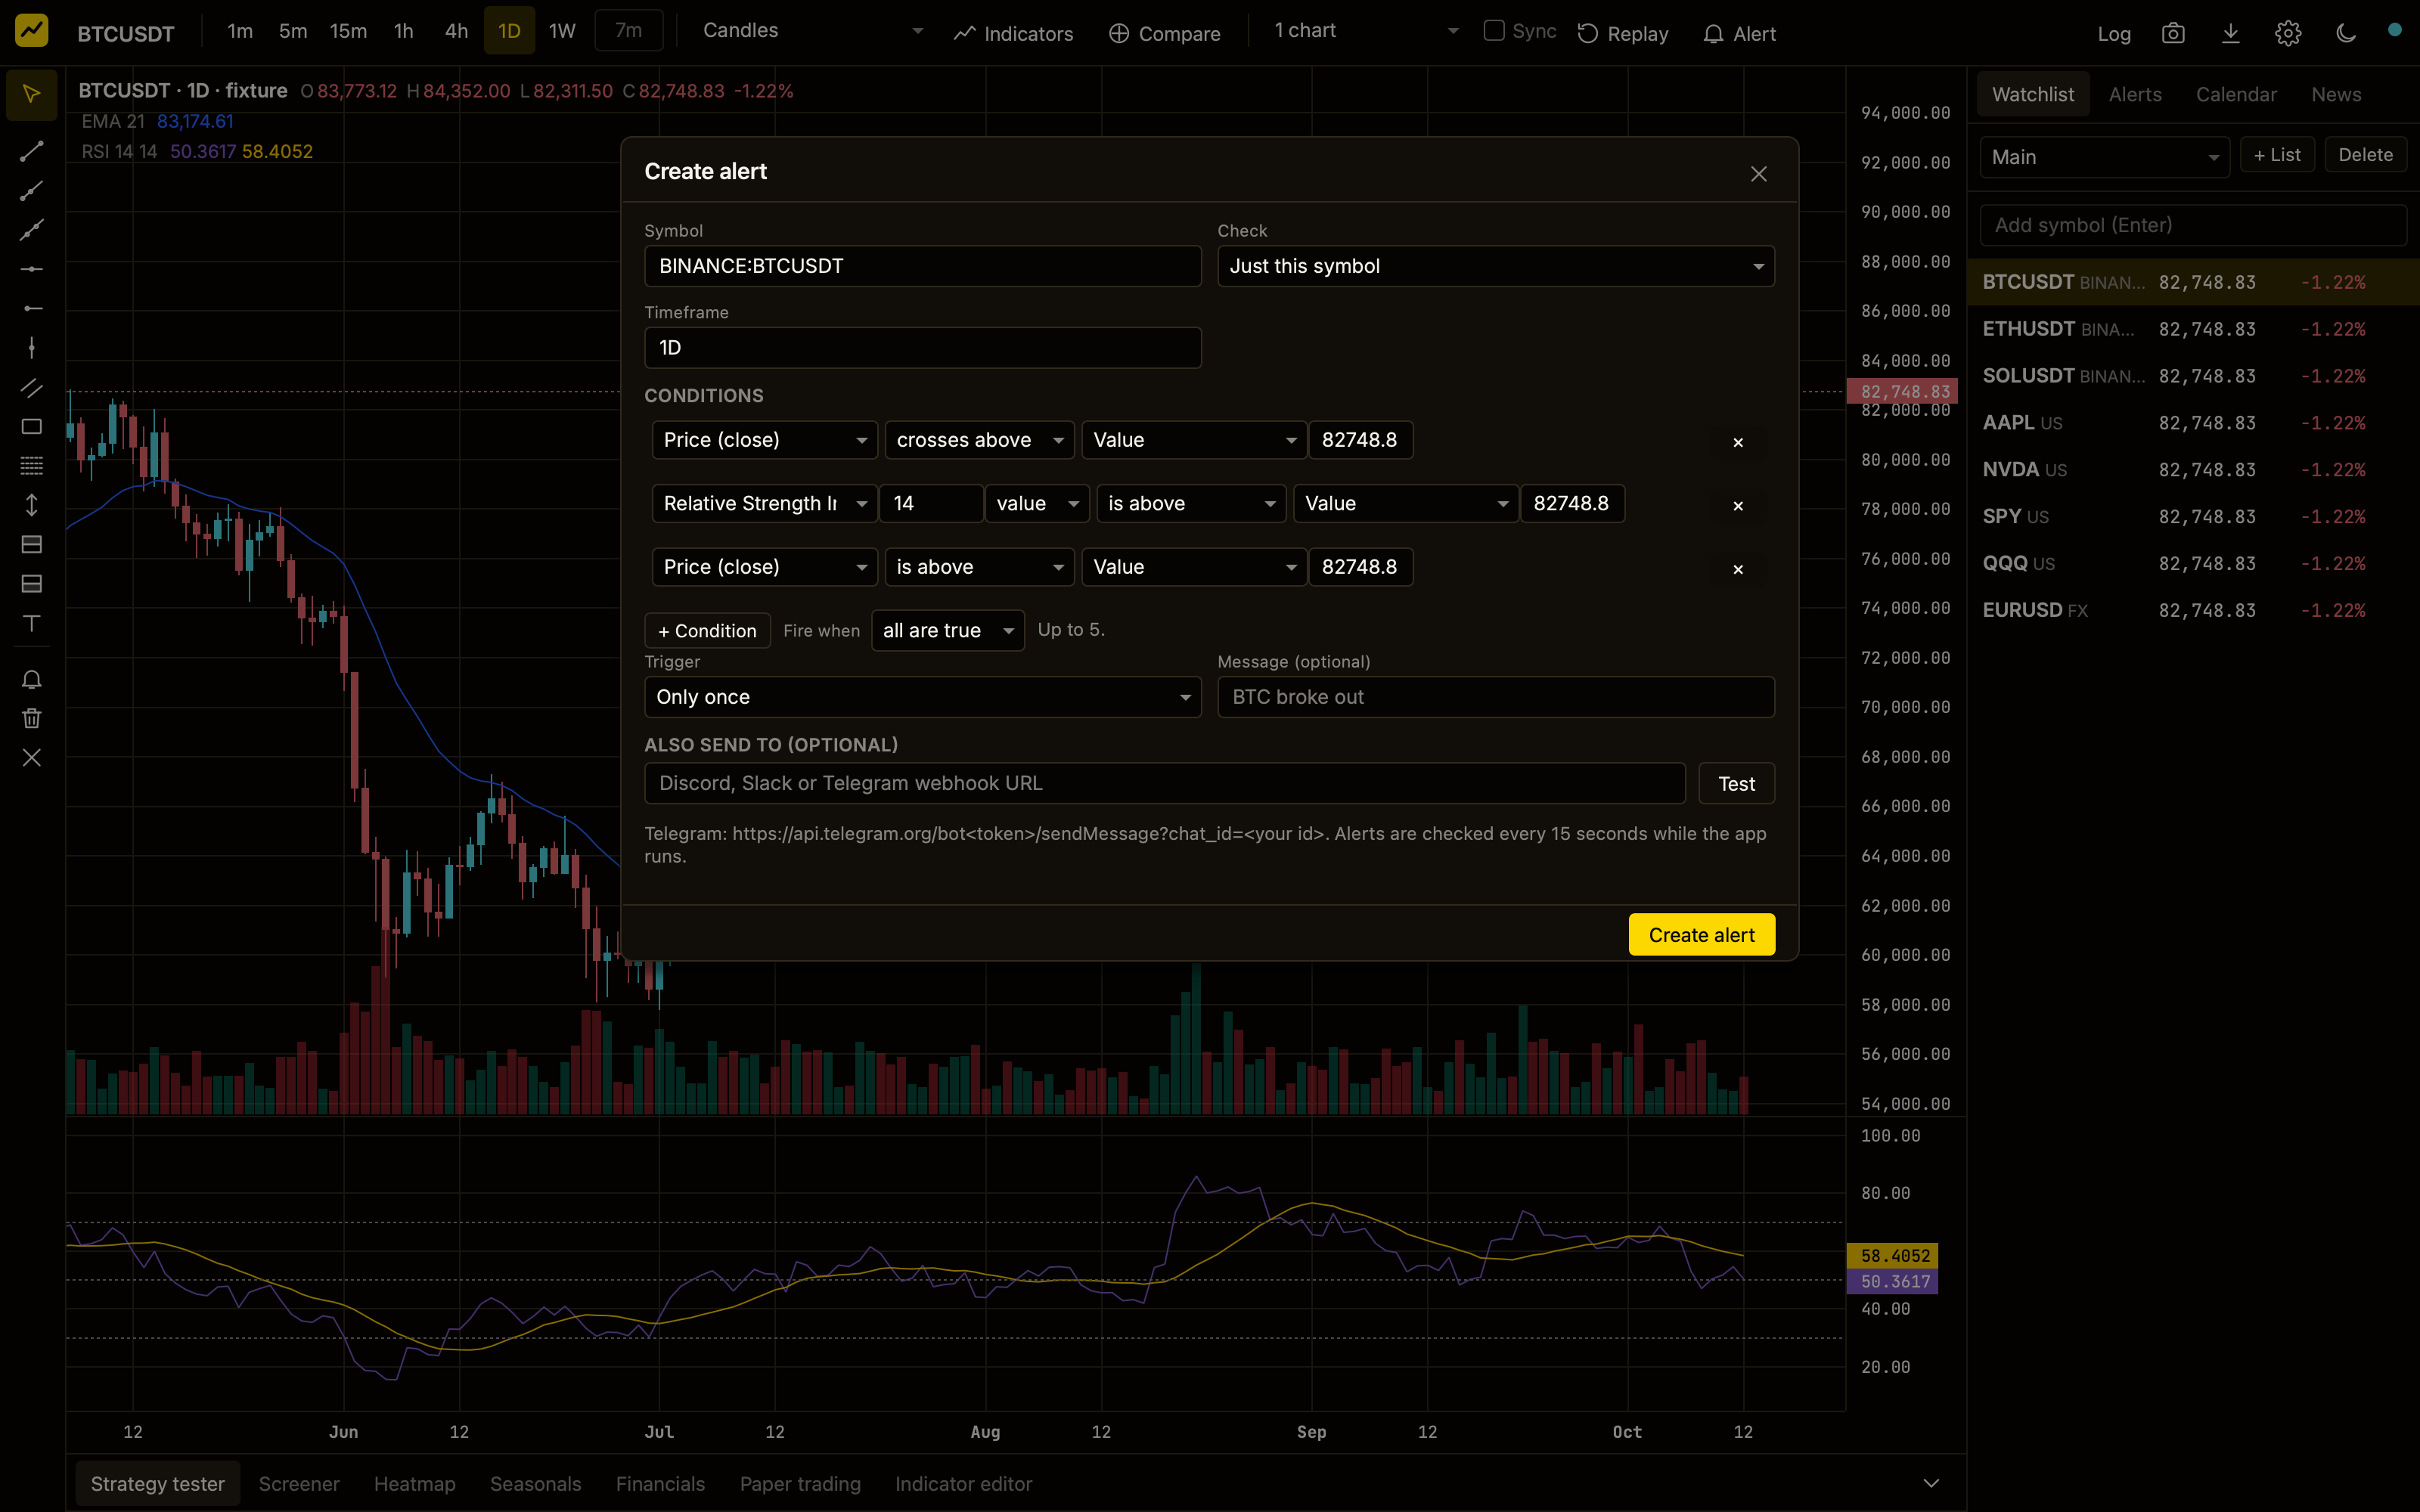 BTCUSDT 1m 5m 15m 1h 4h 1D 1W 7m Candles Indicators Compare 1 chart Sync Replay Alert Log
BTCUSDT · 1D · fixture O83,773.12 H84,352.00 L82,311.50 C82,748.83 -1.22%
EMA 21 83,174.61
RSI 14 14 50.3617 58.4052
Create alert
Symbol Check
BINANCE:BTCUSDT Just this symbol
Timeframe
1D
CONDITIONS
Price (close) crosses above Value 82748.8 ×
Relative Strength Ir 14 value is above Value 82748.8 ×
Price (close) is above Value 82748.8 ×
+ Condition Fire when all are true Up to 5.
Trigger Message (optional)
Only once BTC broke out
ALSO SEND TO (OPTIONAL)
Discord, Slack or Telegram webhook URL Test
Telegram: https://api.telegram.org/bot<token>/sendMessage?chat_id=<your id>. Alerts are checked every 15 seconds while the app
runs.
Create alert
94,000.00
92,000.00
90,000.00
88,000.00
86,000.00
84,000.00
82,748.83
82,000.00
80,000.00
78,000.00
76,000.00
74,000.00
72,000.00
70,000.00
68,000.00
66,000.00
64,000.00
62,000.00
60,000.00
58,000.00
56,000.00
54,000.00
100.00
80.00
58.4052
50.3617
40.00
20.00
12 Jun 12 Jul 12 Aug 12 Sep 12 Oct 12
Watchlist Alerts Calendar News
Main + List Delete
Add symbol (Enter)
BTCUSDT BINAN... 82,748.83 -1.22%
ETHUSDT BINA... 82,748.83 -1.22%
SOLUSDT BINAN... 82,748.83 -1.22%
AAPL US 82,748.83 -1.22%
NVDA US 82,748.83 -1.22%
SPY US 82,748.83 -1.22%
QQQ US 82,748.83 -1.22%
EURUSD FX 82,748.83 -1.22%
Strategy tester Screener Heatmap Seasonals Financials Paper trading Indicator editor